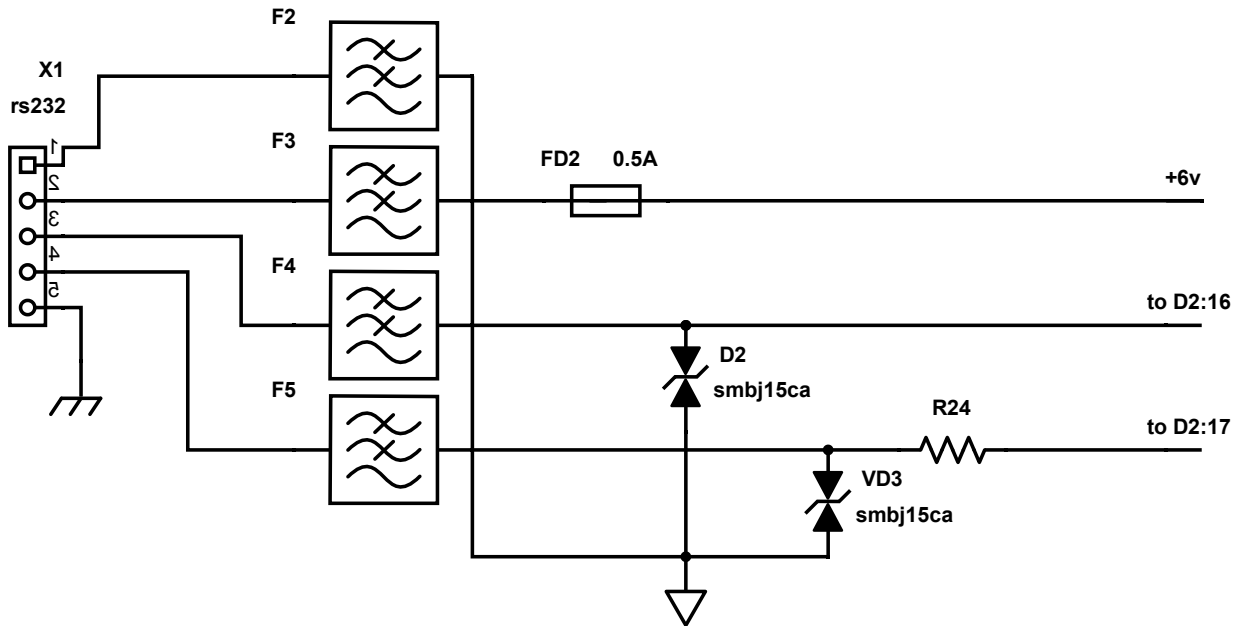 F2
X1
rs232
1
2
3
4
5
F3
FD2 0.5A
+6v
F4
to D2:16
D2
smbj15ca
F5
R24
to D2:17
VD3
smbj15ca